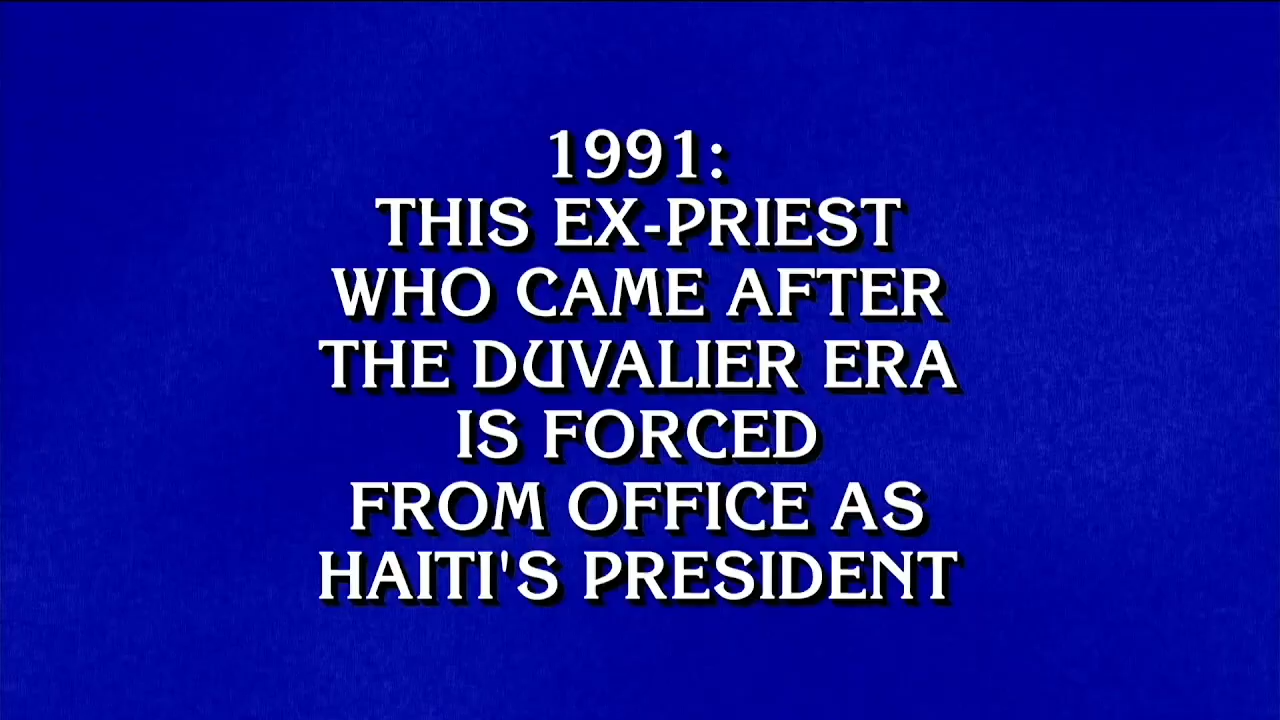 1991:
THIS EX-PRIEST
WHO CAME AFTER
THE DUVALIER ERA
IS FORCED
FROM OFFICE AS
HAITI'S PRESIDENT